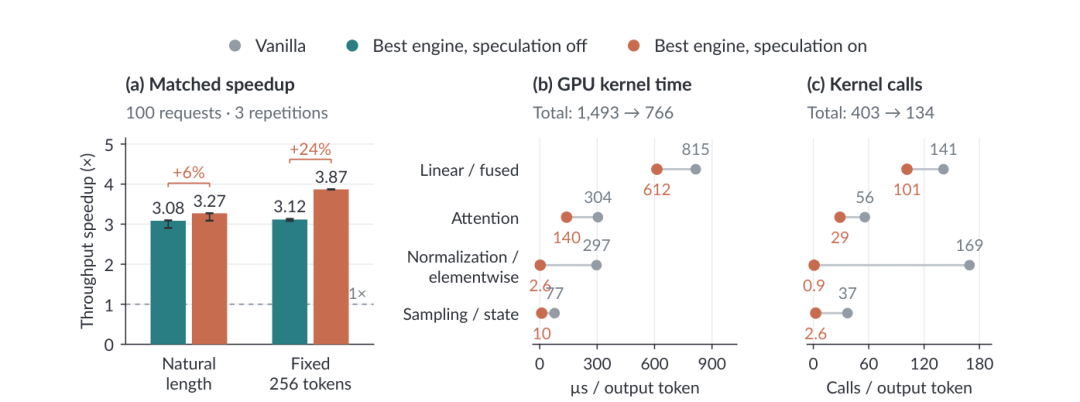 Vanilla
Best engine, speculation off
Best engine, speculation on
(a) Matched speedup
100 requests · 3 repetitions
Throughput speedup (×)
5
4
3
2
1
0
+6%
+24%
3.08
3.27
3.12
3.87
1×
Natural
length
Fixed
256 tokens
(b) GPU kernel time
Total: 1,493 → 766
Linear / fused
815
612
Attention
304
140
Normalization /
elementwise
297
2.6
Sampling / state
77
10
0
300
600
900
μs / output token
(c) Kernel calls
Total: 403 → 134
141
101
56
29
169
0.9
37
2.6
0
60
120
180
Calls / output token